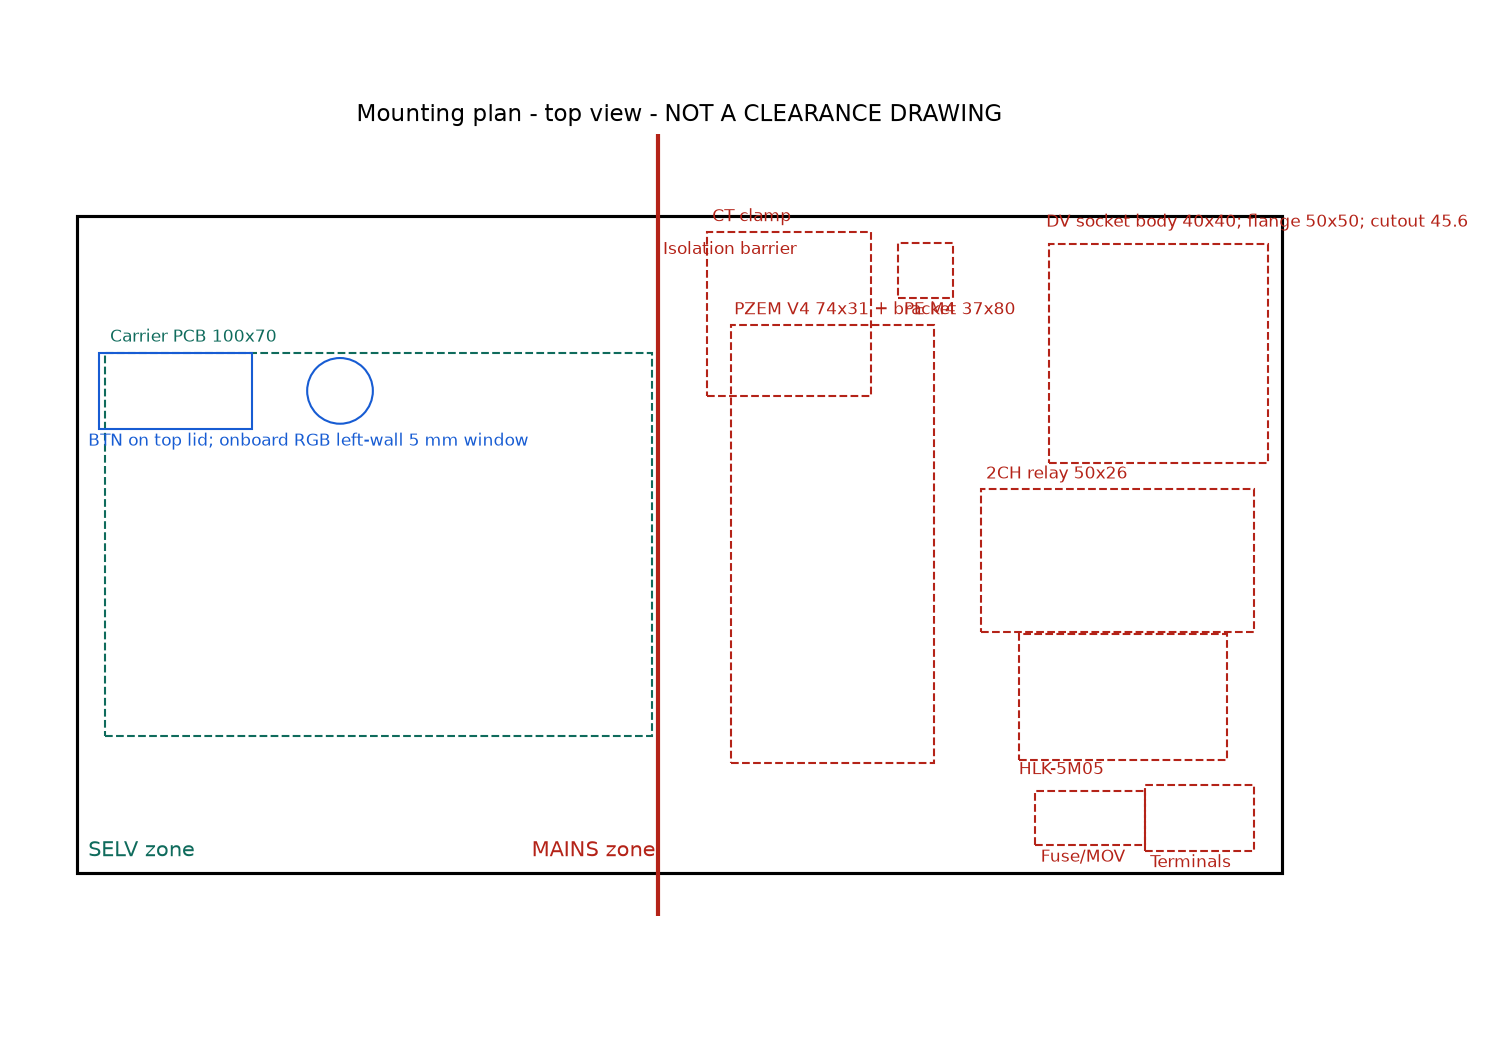 Mounting plan - top view - NOT A CLEARANCE DRAWING
CT clamp
DV socket body 40x40; flange 50x50; cutout 45.6
Isolation barrier
PZEM V4 74x31 + bracket 37x80
PE M4
Carrier PCB 100x70
BTN on top lid; onboard RGB left-wall 5 mm window
2CH relay 50x26
HLK-5M05
SELV zone
MAINS zone
Fuse/MOV
Terminals